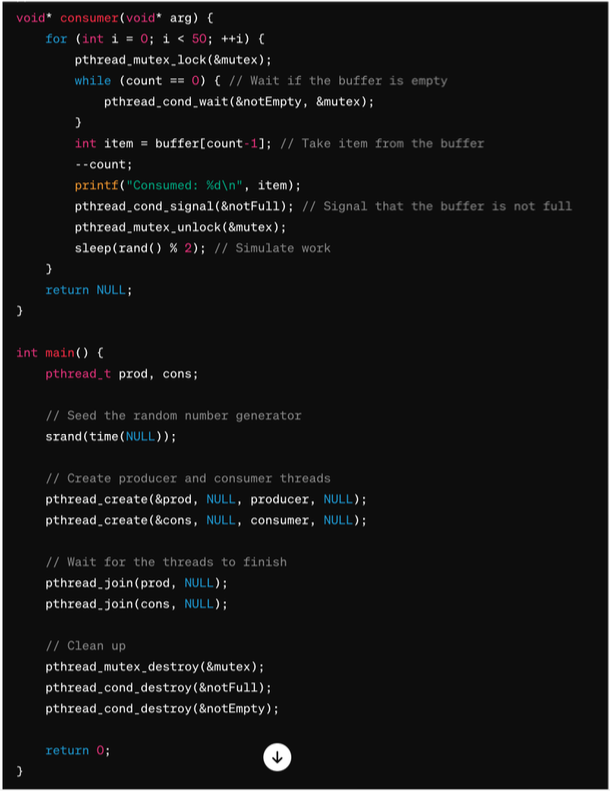 void* consumer(void* arg) {
    for (int i = 0; i < 50; ++i) {
        pthread_mutex_lock(&mutex);
        while (count == 0) { // Wait if the buffer is empty
            pthread_cond_wait(&notEmpty, &mutex);
        }
        int item = buffer[count-1]; // Take item from the buffer
        --count;
        printf("Consumed: %d\n", item);
        pthread_cond_signal(&notFull); // Signal that the buffer is not full
        pthread_mutex_unlock(&mutex);
        sleep(rand() % 2); // Simulate work
    }
    return NULL;
}

int main() {
    pthread_t prod, cons;

    // Seed the random number generator
    srand(time(NULL));

    // Create producer and consumer threads
    pthread_create(&prod, NULL, producer, NULL);
    pthread_create(&cons, NULL, consumer, NULL);

    // Wait for the threads to finish
    pthread_join(prod, NULL);
    pthread_join(cons, NULL);

    // Clean up
    pthread_mutex_destroy(&mutex);
    pthread_cond_destroy(&notFull);
    pthread_cond_destroy(&notEmpty);

    return 0;
}